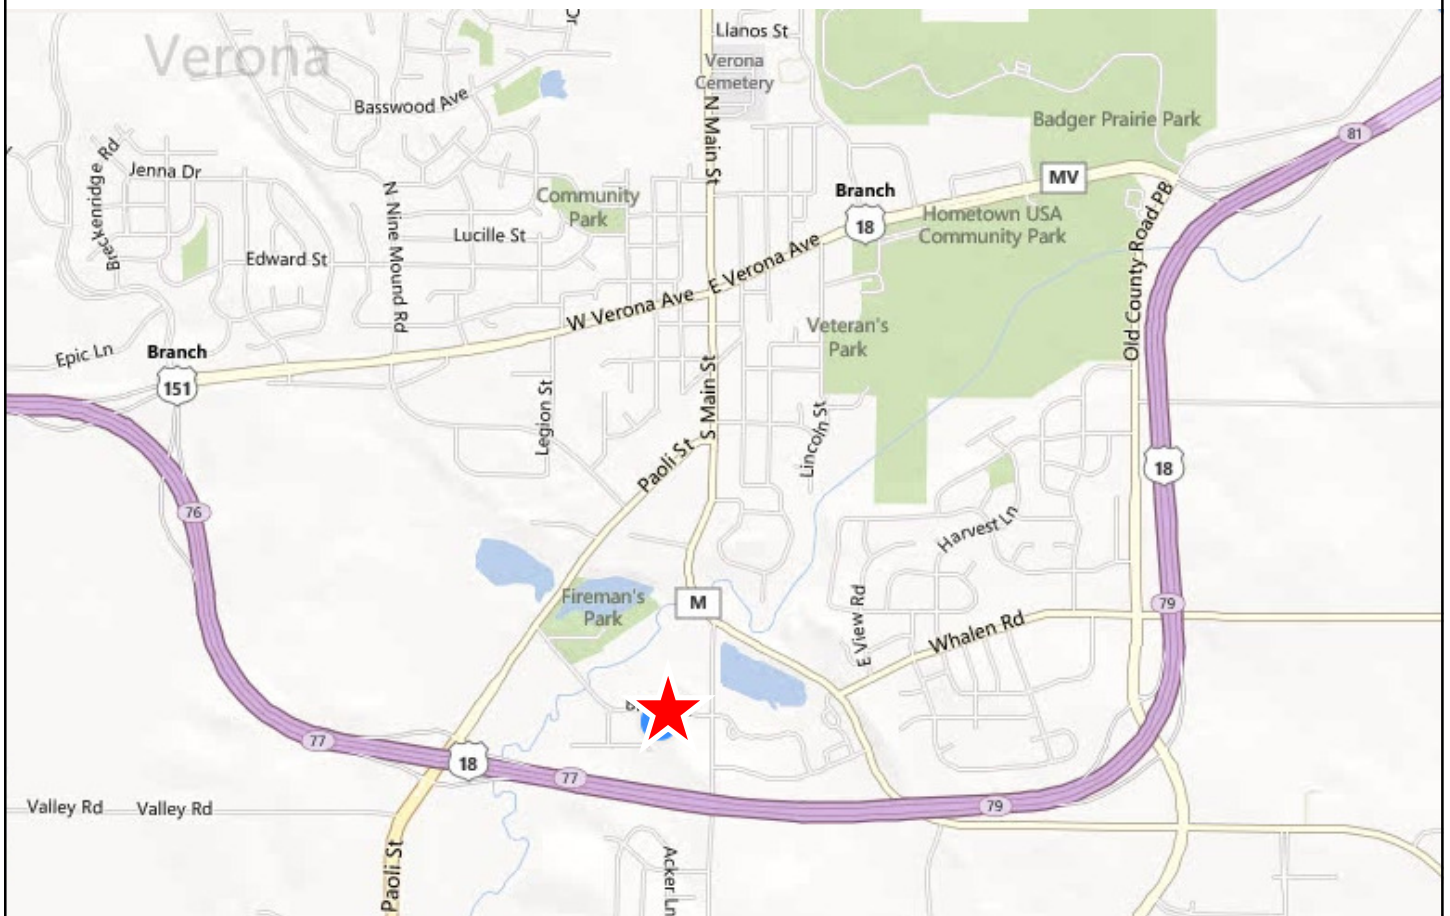 Jr
Llanos St
Verona
Verona
Cemetery
Basswood Ave
N Main St
Badger Prairie Park
81
Breckenridge Rd
Jenna Dr
MV
Branch
18
Community
Park
N Nine Mound Rd
Hometown USA
Community Park
Old County Road PB
Lucille St
Edward St
E Verona Ave
W Verona Ave
Veteran's
Park
Epic Ln
Branch
151
S Main St
Legion St
Lincoln St
Paoli St
18
76
Harvest Ln
Fireman's
Park
M
79
E View Rd
Whalen Rd
77
18
77
79
Valley Rd
Valley Rd
Paoli St
Acker Ln